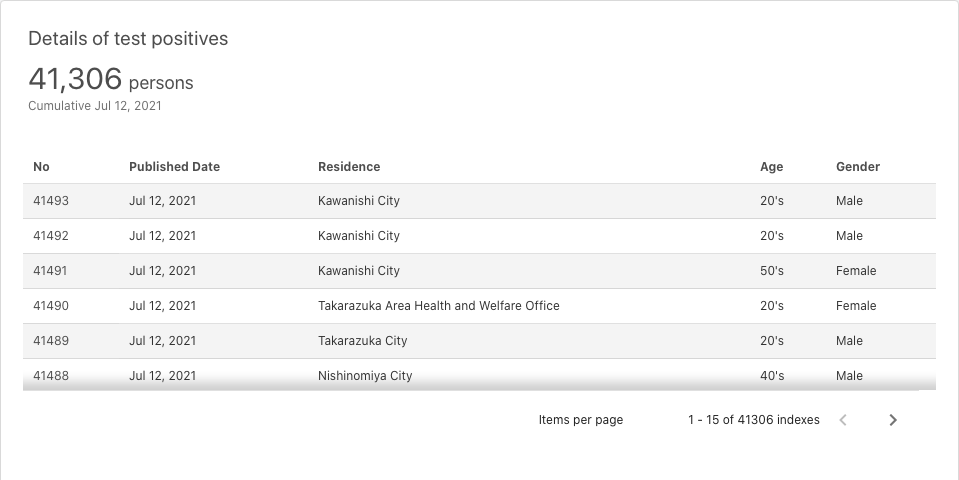 Details of test positives
41,306 persons
Cumulative Jul 12, 2021
No Published Date Residence Age Gender
41493 Jul 12, 2021 Kawanishi City 20's Male
41492 Jul 12, 2021 Kawanishi City 20's Male
41491 Jul 12, 2021 Kawanishi City 50's Female
41490 Jul 12, 2021 Takarazuka Area Health and Welfare Office 20's Female
41489 Jul 12, 2021 Takarazuka City 20's Male
41488 Jul 12, 2021 Nishinomiya City 40's Male
Items per page 1 - 15 of 41306 indexes